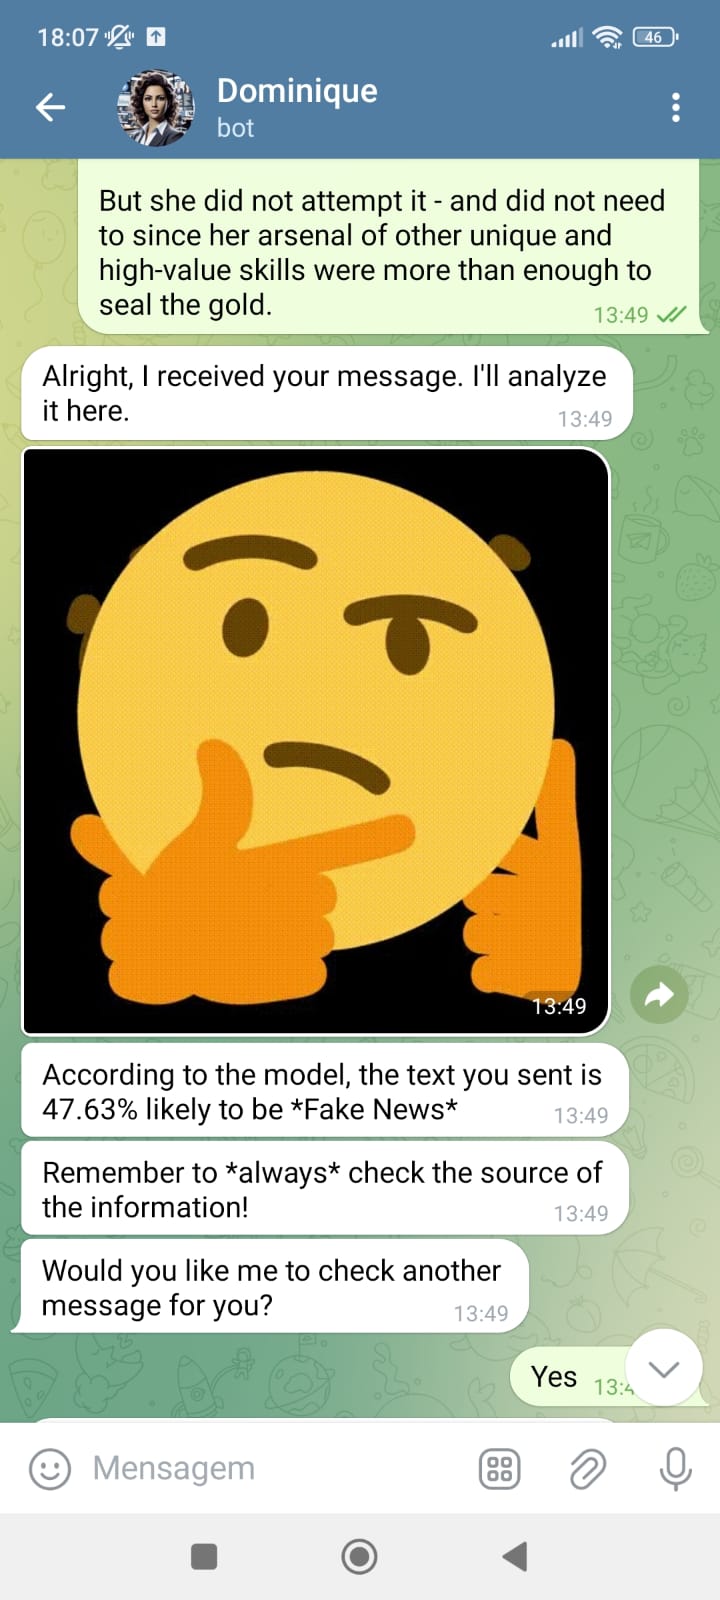 18:07
46
Dominique
bot
But she did not attempt it - and did not need
to since her arsenal of other unique and
high-value skills were more than enough to
seal the gold.
13:49
Alright, I received your message. I'll analyze
it here.
13:49
13:49
According to the model, the text you sent is
47.63% likely to be *Fake News*
13:49
Remember to *always* check the source of
the information!
13:49
Would you like me to check another
message for you?
13:49
Yes
Mensagem